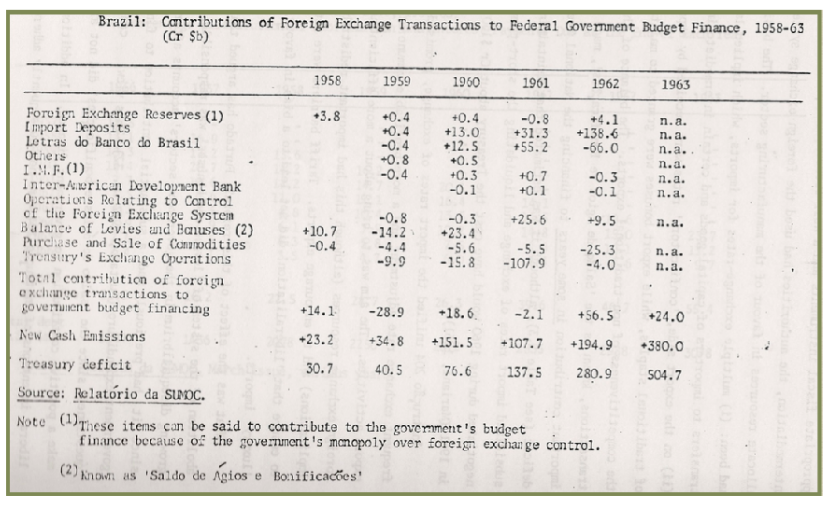 Brazil: Contributions of Foreign Exchange Transactions to Federal Government Budget Finance, 1958-63
(Cr $b)
1958 1959 1960 1961 1962 1963
Foreign Exchange Reserves (1) +3.8 +0.4 +0.4 -0.8 +4.1 n.a.
Import Deposits +0.4 +13.0 +31.3 +138.6 n.a.
Letras do Banco do Brasil -0.4 +12.5 +55.2 -66.0 n.a.
Others +0.8 +0.5 n.a.
I.M.F.(1) -0.4 +0.3 +0.7 -0.3 n.a.
Inter-American Development Bank -0.1 +0.1 -0.1 n.a.
Operations Relating to Control
of the Foreign Exchange System -0.8 -0.3 +25.6 +9.5 n.a.
Balance of Levies and Bonuses (2) +10.7 -14.2 +23.4
Purchase and Sale of Commodities -0.4 -4.4 -5.6 -5.5 -25.3 n.a.
Treasury's Exchange Operations -9.9 -15.8 -107.9 -4.0 n.a.
Total contribution of foreign
exchange transactions to
government budget financing +14.1 -28.9 +18.6 -2.1 +56.5 +24.0
New Cash Emissions +23.2 +34.8 +151.5 +107.7 +194.9 +380.0
Treasury deficit 30.7 40.5 76.6 137.5 280.9 504.7
Source: Relatório da SUMOC.
Note (1) These items can be said to contribute to the government's budget
finance because of the government's monopoly over foreign exchange control.
(2) Known as 'Saldo de Ágios e Bonificacões'